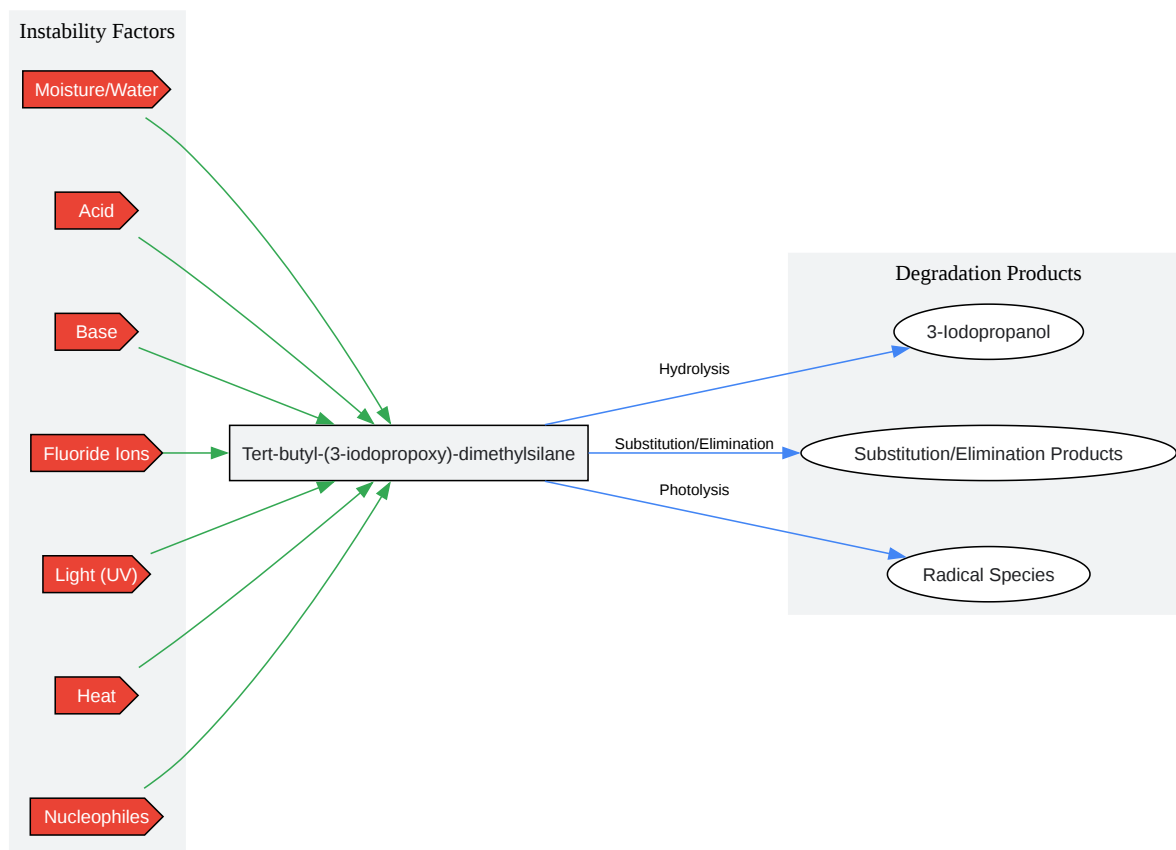 Instability Factors
Moisture/Water
Acid
Base
Fluoride Ions
Light (UV)
Heat
Nucleophiles
Tert-butyl-(3-iodopropoxy)-dimethylsilane
Hydrolysis
Substitution/Elimination
Photolysis
Degradation Products
3-Iodopropanol
Substitution/Elimination Products
Radical Species